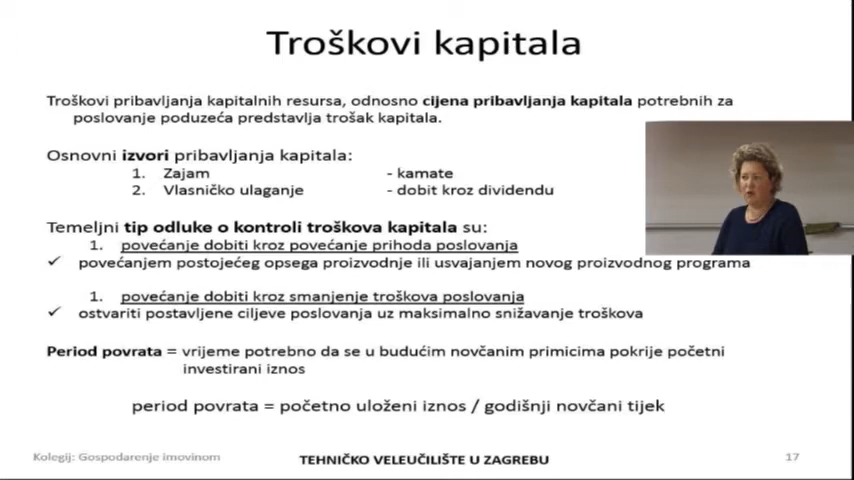 Troškovi kapitala
Troškovi pribavljanja kapitalnih resursa, odnosno cijena pribavljanja kapitala potrebnih za
poslovanje poduzeća predstavlja trošak kapitala.
Osnovni izvori pribavljanja kapitala:
1. Zajam - kamate
2. Vlasničko ulaganje - dobit kroz dividendu
Temeljni tip odluke o kontroli troškova kapitala su:
1. povećanje dobiti kroz povećanje prihoda poslovanja
✓ povećanjem postojećeg opsega proizvodnje ili usvajanjem novog proizvodnog programa
1. povećanje dobiti kroz smanjenje troškova poslovanja
✓ ostvariti postavljene ciljeve poslovanja uz maksimalno snižavanje troškova
Period povrata = vrijeme potrebno da se u budućim novčanim primicima pokrije početni
investirani iznos
period povrata = početno uloženi iznos / godišnji novčani tijek
Kolegij: Gospodarenje imovinom TEHNIČKO VELEUČILIŠTE U ZAGREBU 17